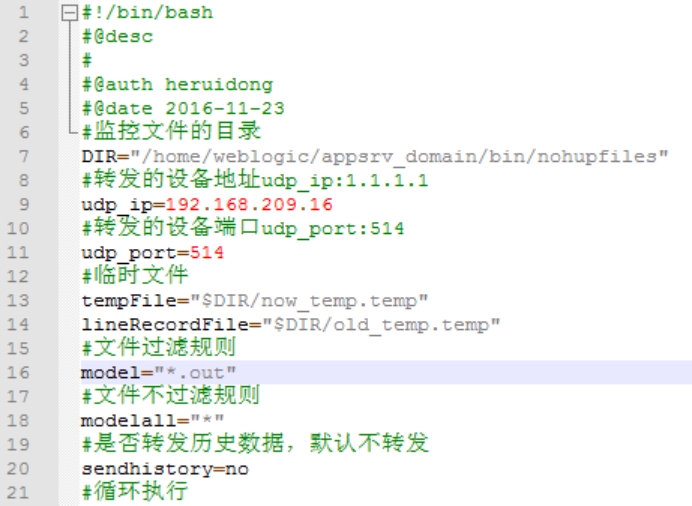 1 #!/bin/bash
2 #@desc
3 #
4 #@auth heruidong
5 #@date 2016-11-23
6 #监控文件的目录
7 DIR="/home/weblogic/appsrv_domain/bin/nohupfiles"
8 #转发的设备地址udp_ip:1.1.1.1
9 udp_ip=192.168.209.16
10 #转发的设备端口udp_port:514
11 udp_port=514
12 #临时文件
13 tempFile="$DIR/now_temp.temp"
14 lineRecordFile="$DIR/old_temp.temp"
15 #文件过滤规则
16 model="*.out"
17 #文件不过滤规则
18 modelall="*"
19 #是否转发历史数据，默认不转发
20 sendhistory=no
21 #循环执行